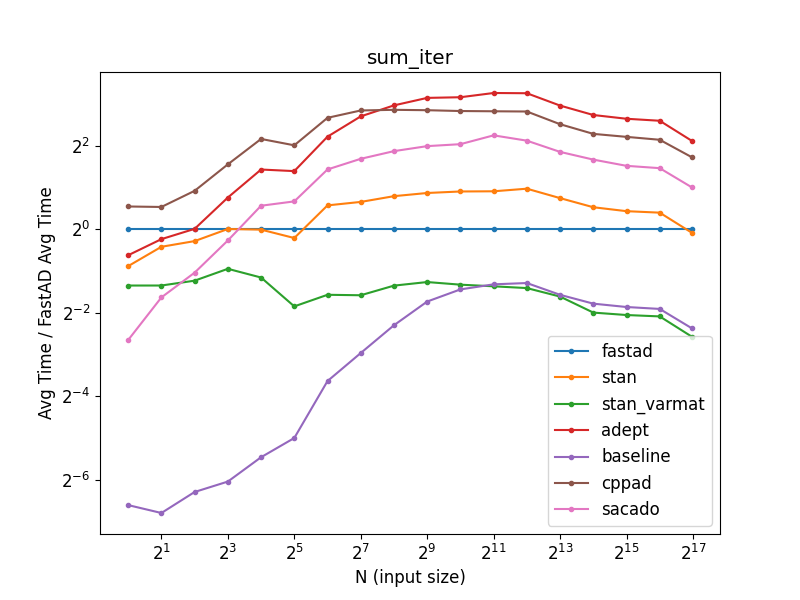 sum_iter
Avg Time / FastAD Avg Time
2^2
2^0
2^-2
2^-4
2^-6
fastad
stan
stan_varmat
adept
baseline
cppad
sacado
2^1 2^3 2^5 2^7 2^9 2^11 2^13 2^15 2^17
N (input size)